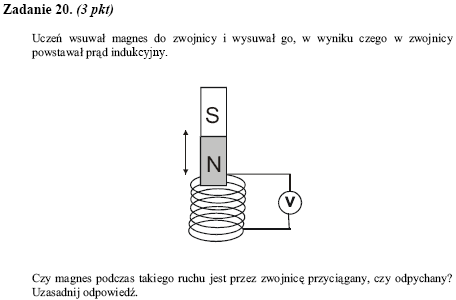 Zadanie 20. (3 pkt)
Uczeń wsuwał magnes do zwojnicy i wysuwał go, w wyniku czego w zwojnicy
powstawał prąd indukcyjny.
S
N
V
Czy magnes podczas takiego ruchu jest przez zwojnicę przyciągany, czy odpychany?
Uzasadnij odpowiedź.